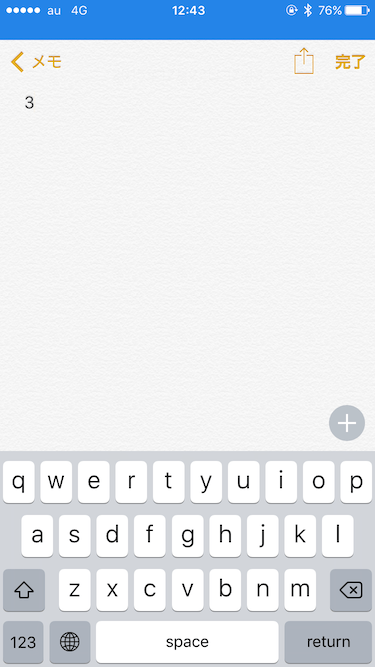 au 4G 12:43 76%
メモ 完了
3
q w e r t y u i o p
a s d f g h j k l
z x c v b n m
123 space return